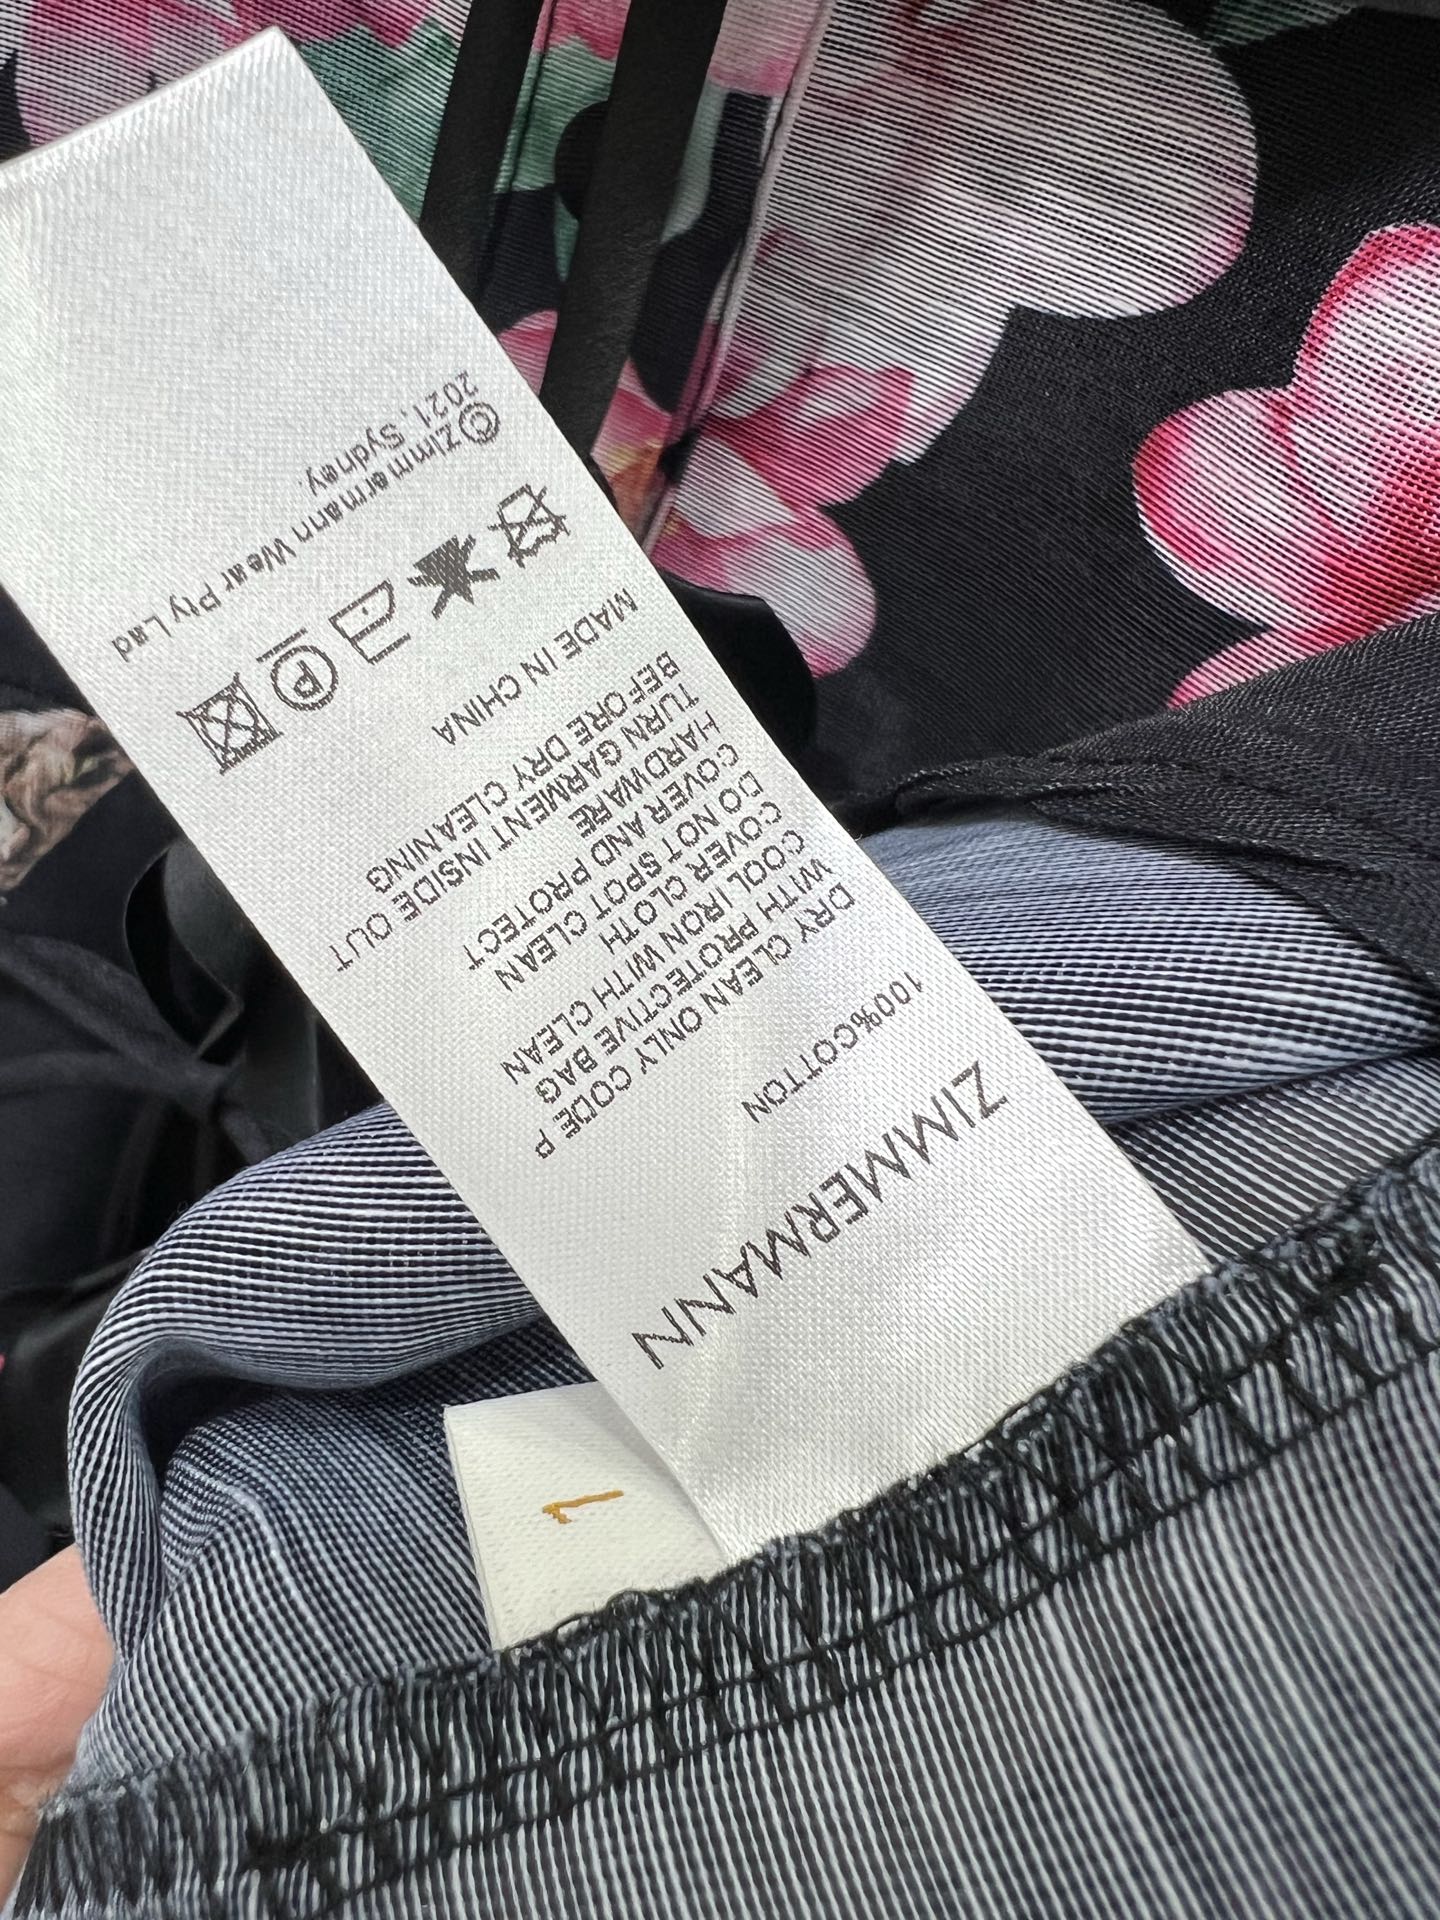 ZIMMERMANN
100%COTTON
DRY CLEAN ONLY CODE P
WITH PROTECTIVE BAG
COOL IRON WITH CLEAN
COVER CLOTH
DO NOT SPOT CLEAN
COVER AND PROTECT
HARDWARE
TURN GARMENT INSIDE OUT
BEFORE DRY CLEANING
MADE IN CHINA
P
©zimmermann Wear Pty Lad
2021, Sydney.
1